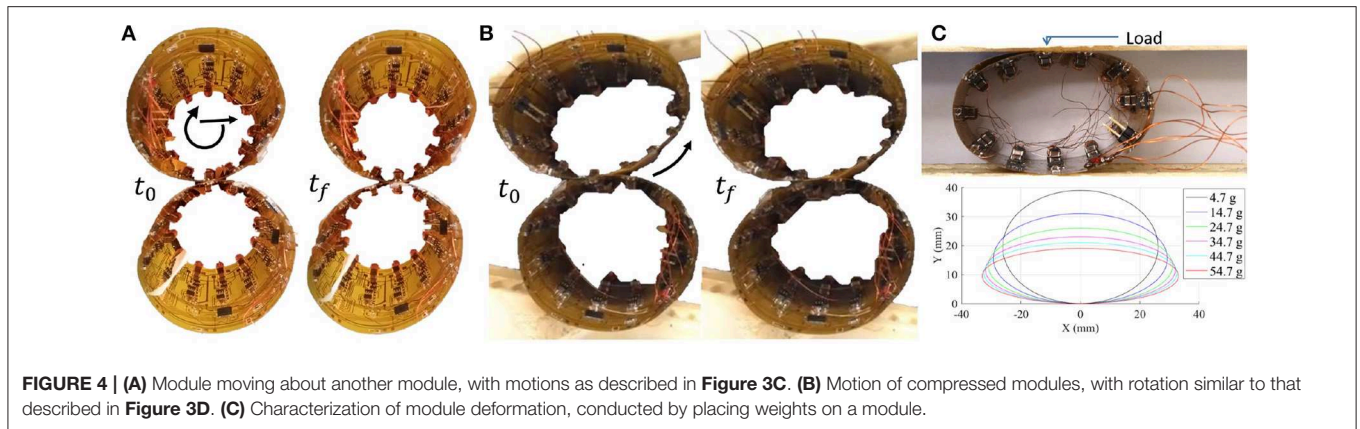 A
B
C
Load
t₀
t_f
t₀
t_f
Y (mm)
40
30
20
10
0
-40
-20
0
20
40
X (mm)
4.7 g
14.7 g
24.7 g
34.7 g
44.7 g
54.7 g
FIGURE 4 | (A) Module moving about another module, with motions as described in Figure 3C. (B) Motion of compressed modules, with rotation similar to that
described in Figure 3D. (C) Characterization of module deformation, conducted by placing weights on a module.